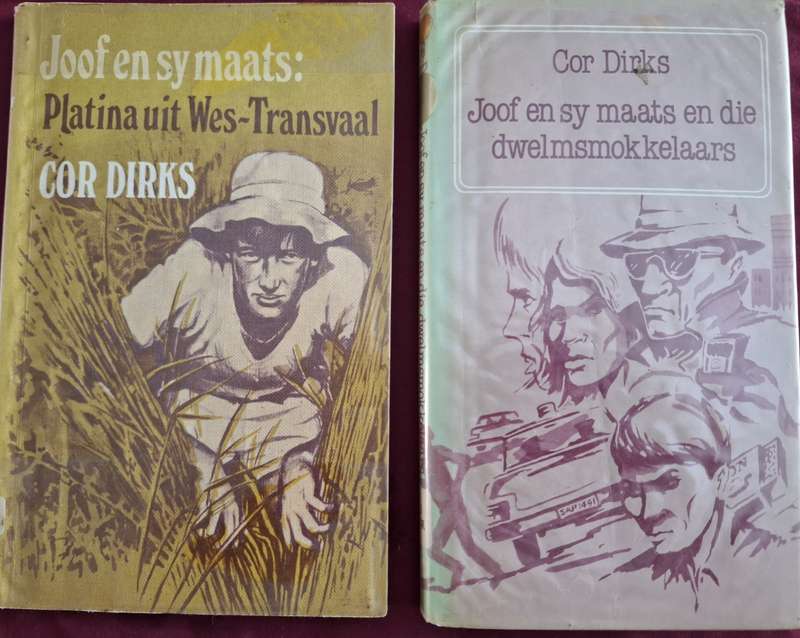 Joof en sy maats:
Platina uit Wes-Transvaal
COR DIRKS
Cor Dirks
Joof en sy maats en die
dwelmsmokkelaars